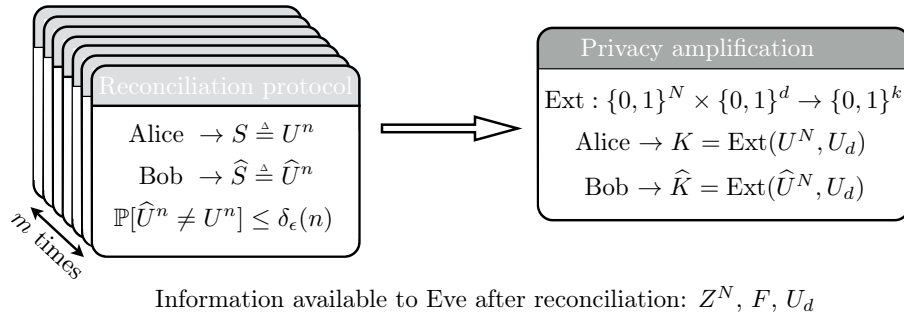 Reconciliation protocol
Alice → S ≜ U^n
Bob → Ŝ ≜ Û^n
ℙ[Û^n ≠ U^n] ≤ δ_ϵ(n)
m times
Privacy amplification
Ext : {0, 1}^N × {0, 1}^d → {0, 1}^k
Alice → K = Ext(U^N, U_d)
Bob → K̂ = Ext(Û^N, U_d)
Information available to Eve after reconciliation: Z^N, F, U_d